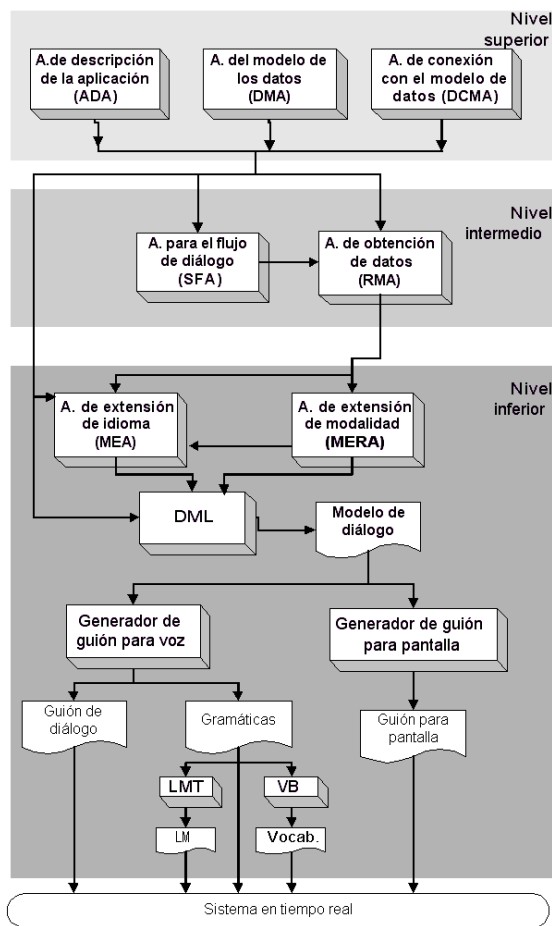 Nivel
superior
A.de descripción
de la aplicación
(ADA)
A. del modelo de
los datos
(DMA)
A. de conexión
con el modelo de
datos (DCMA)
Nivel
intermedio
A. para el flujo
de diálogo
(SFA)
A. de obtención
de datos
(RMA)
Nivel
inferior
A. de extensión
de idioma
(MEA)
A. de extensión
de modalidad
(MERA)
DML
Modelo de
diálogo
Generador de
guión para voz
Generador de guión
para pantalla
Guión de
diálogo
Gramáticas
Guión para
pantalla
LMT
VB
LM
Vocab.
Sistema en tiempo real